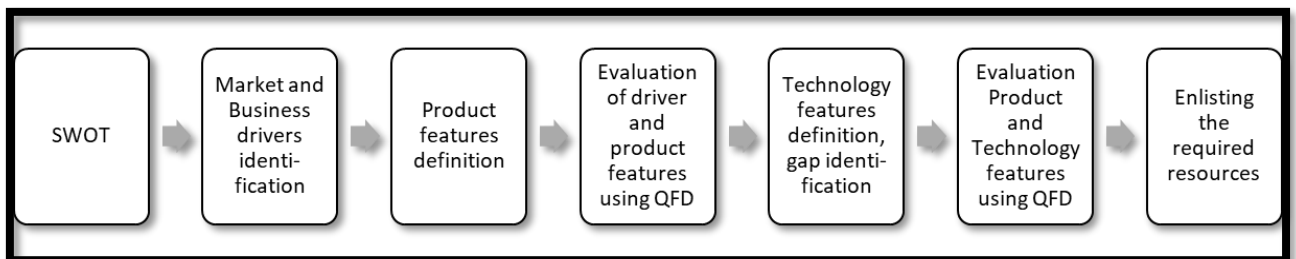 SWOT
Market and
Business
drivers
identi-
fication
Product
features
definition
Evaluation
of driver
and
product
features
using QFD
Technology
features
definition,
gap identi-
fication
Evaluation
Product
and
Technology
features
using QFD
Enlisting
the
required
resources